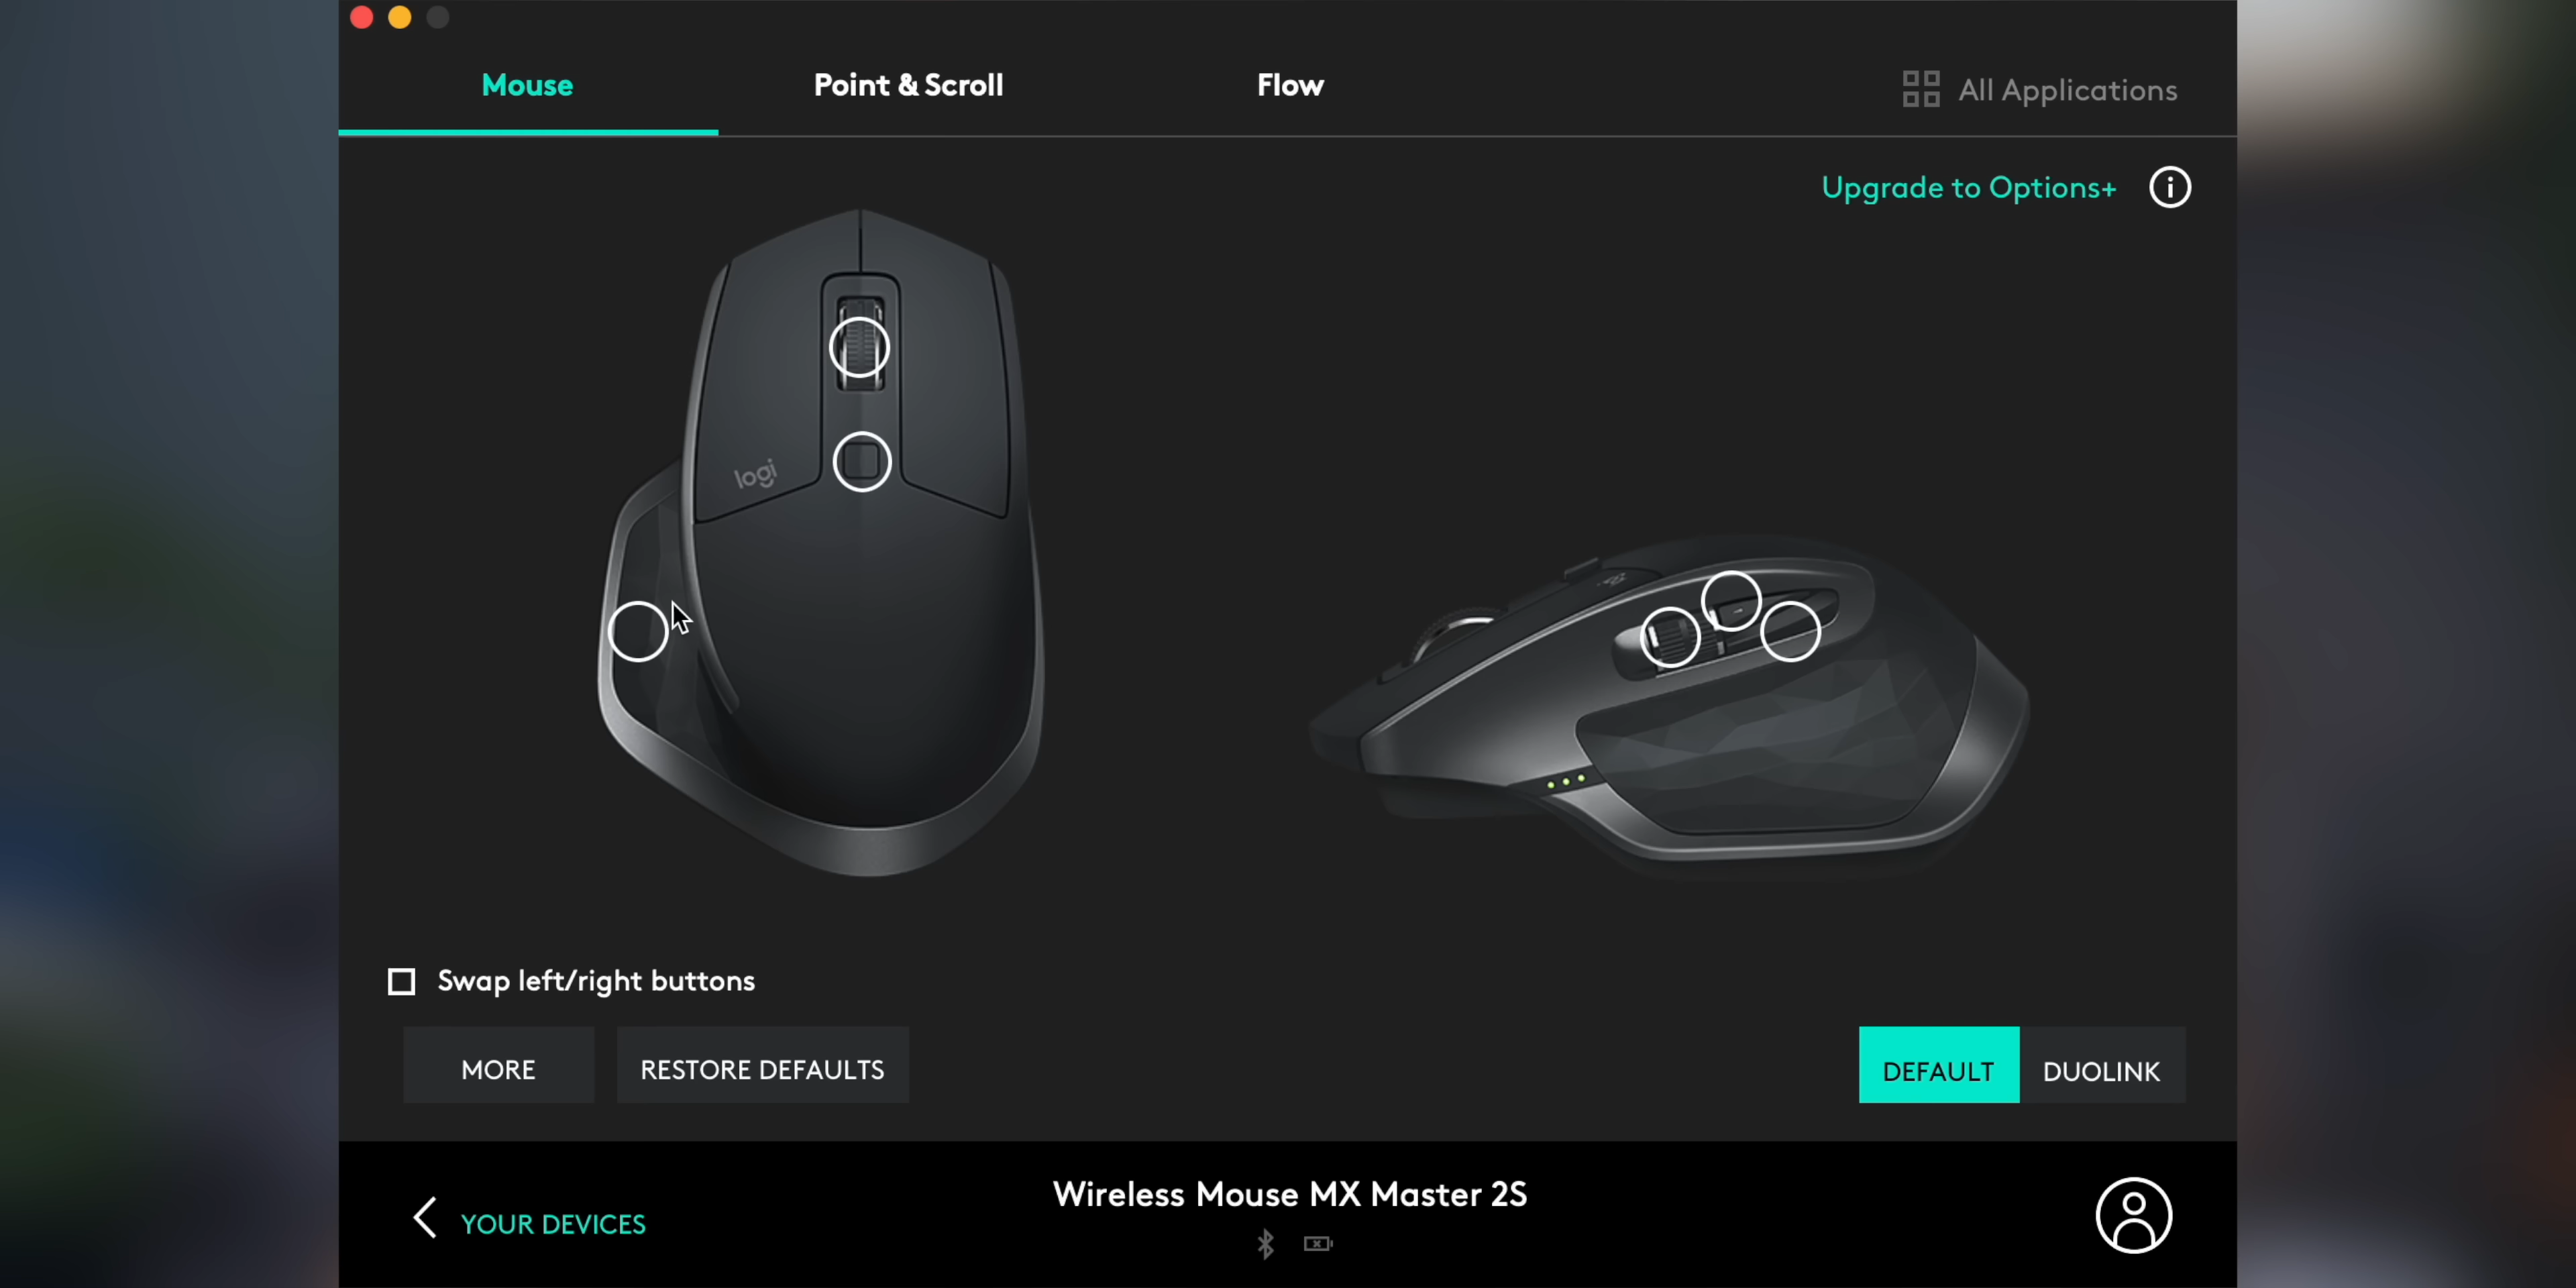 Mouse
Point & Scroll
Flow
All Applications
Upgrade to Options+
logi
Swap left/right buttons
MORE
RESTORE DEFAULTS
DEFAULT
DUOLINK
YOUR DEVICES
Wireless Mouse MX Master 2S